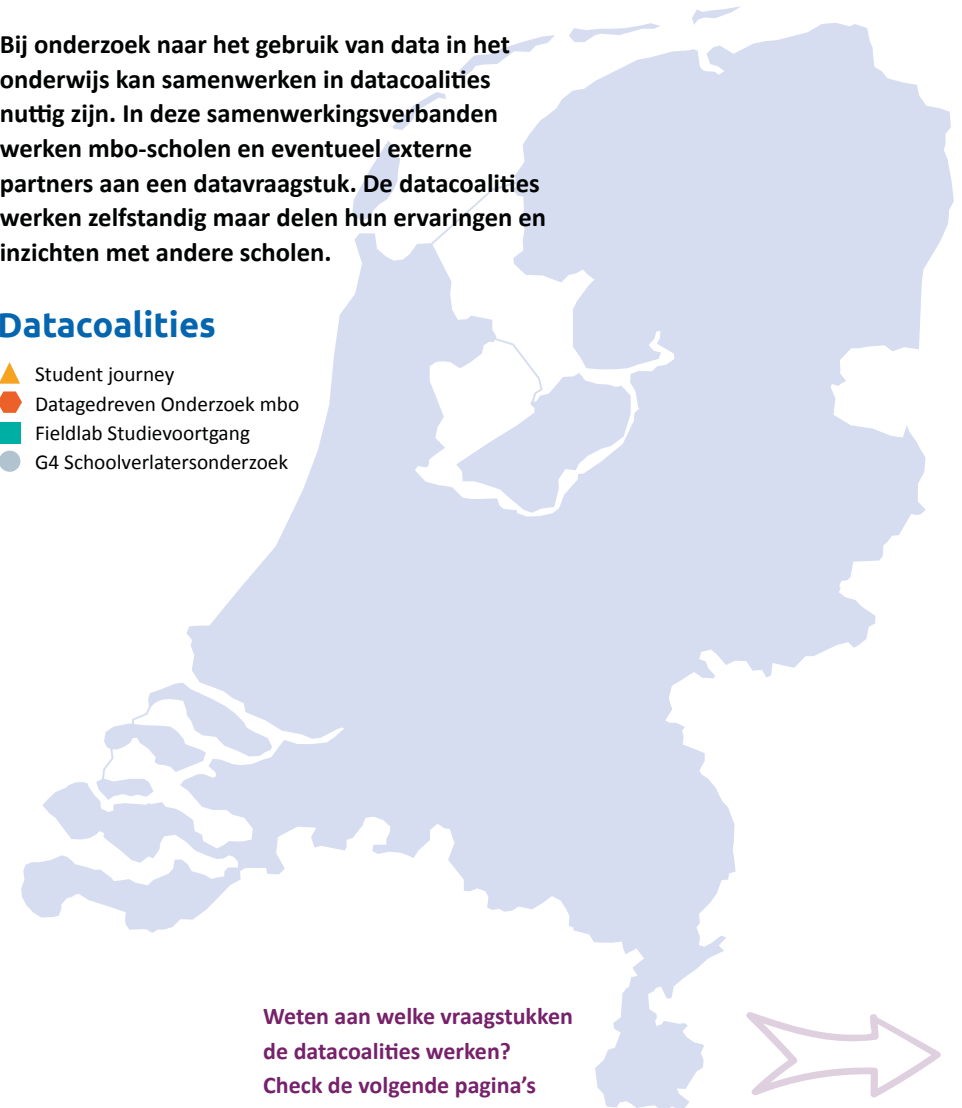 Bij onderzoek naar het gebruik van data in het
onderwijs kan samenwerken in datacoalities
nuttig zijn. In deze samenwerkingsverbanden
werken mbo-scholen en eventueel externe
partners aan een datavraagstuk. De datacoalities
werken zelfstandig maar delen hun ervaringen en
inzichten met andere scholen.
Datacoalities
Student journey
Datagedreven Onderzoek mbo
Fieldlab Studievoortgang
G4 Schoolverlatersonderzoek
Weten aan welke vraagstukken
de datacoalities werken?
Check de volgende pagina's